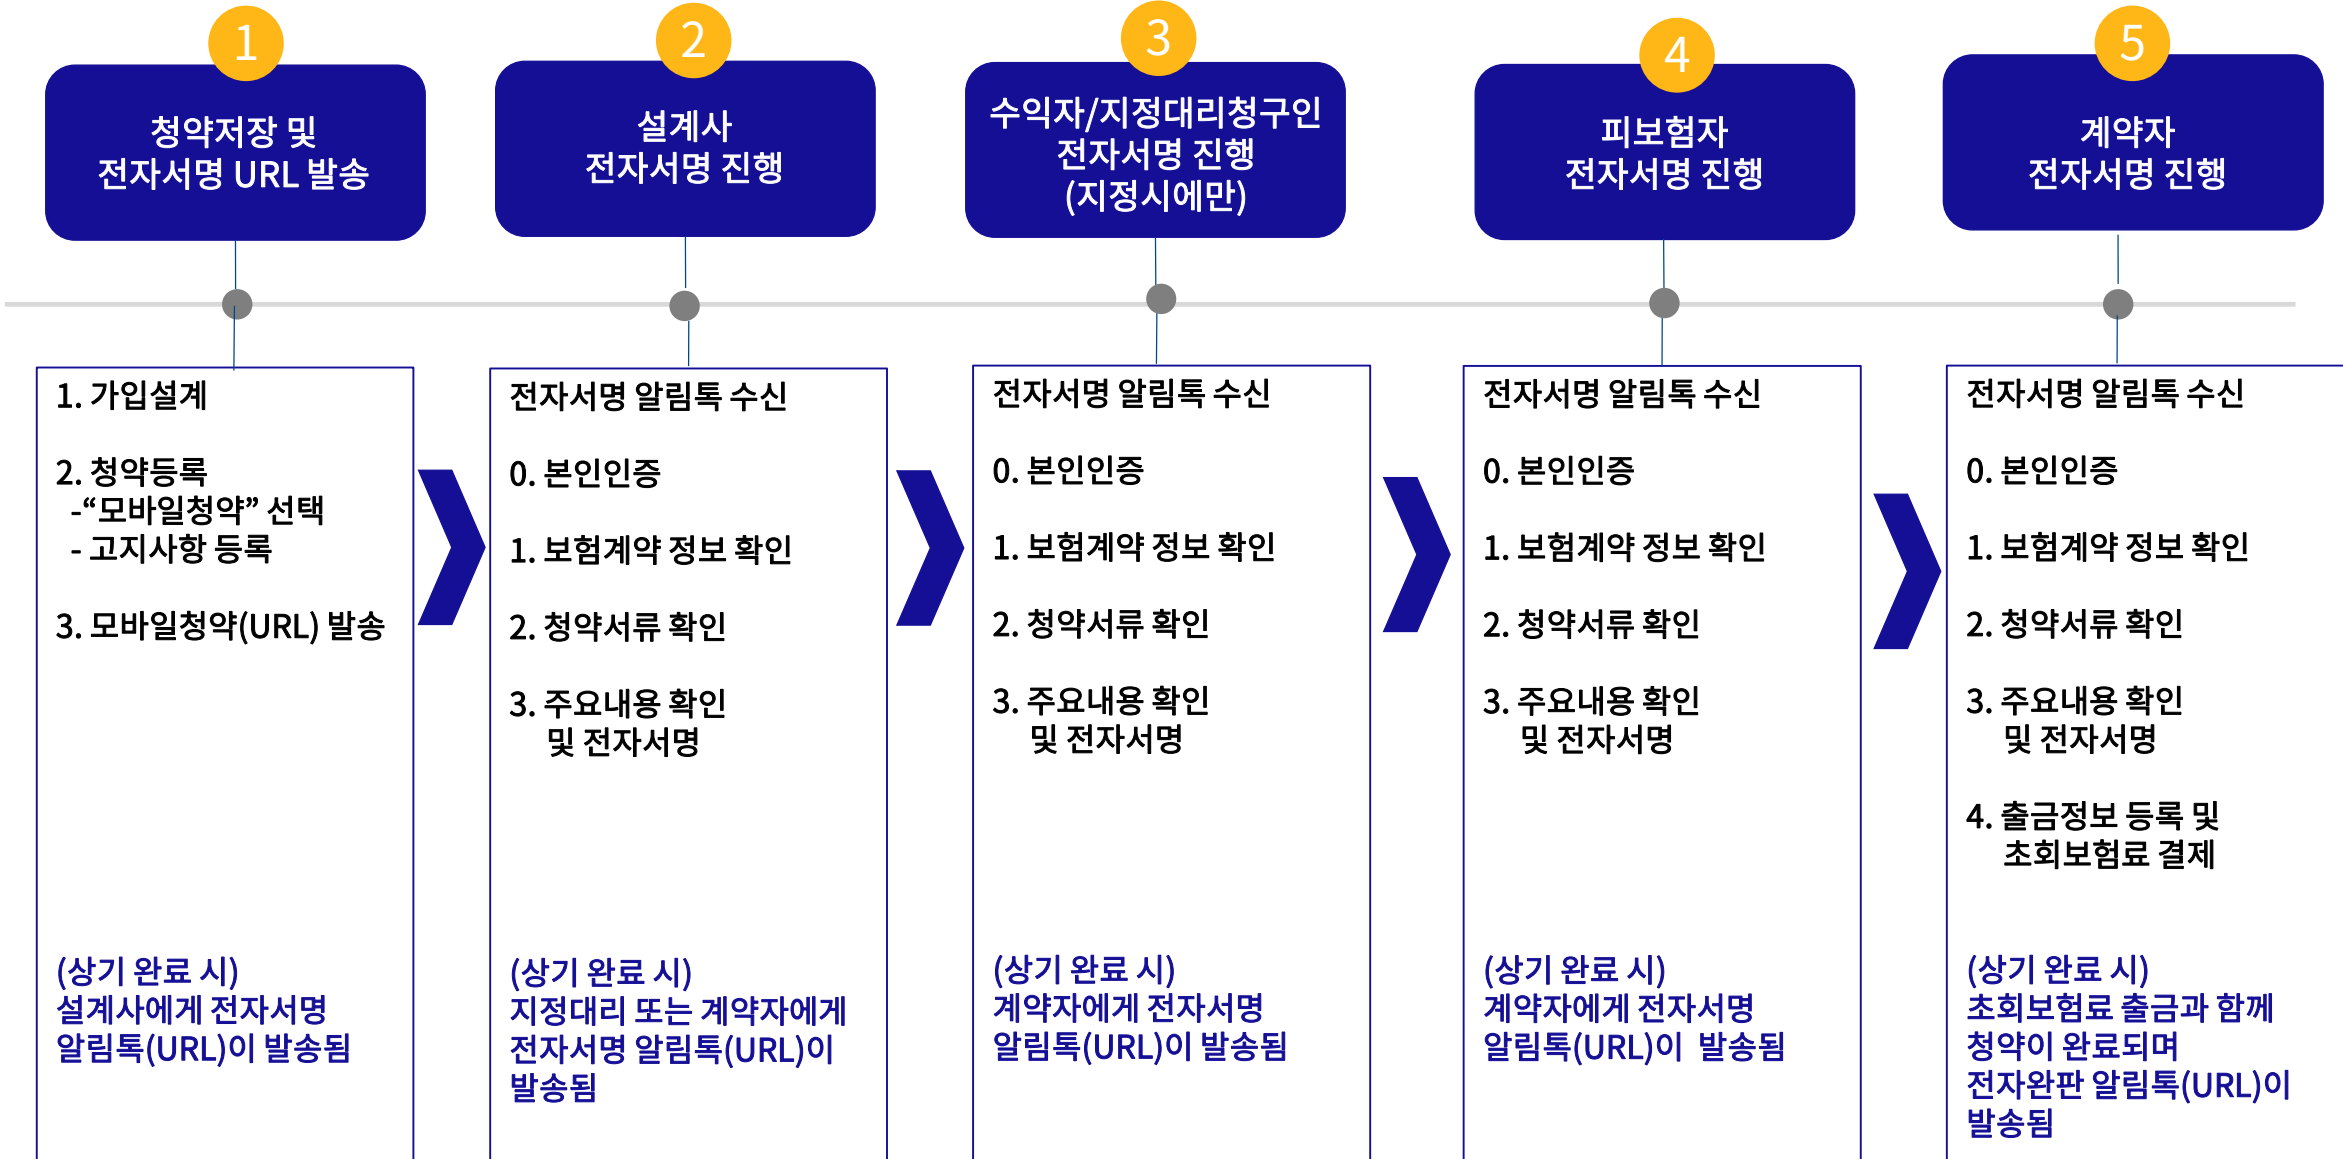 1
청약저장 및
전자서명 URL 발송
2
설계사
전자서명 진행
3
수익자/지정대리청구인
전자서명 진행
(지정시에만)
4
피보험자
전자서명 진행
5
계약자
전자서명 진행
1. 가입설계
2. 청약등록
-“모바일청약” 선택
- 고지사항 등록
3. 모바일청약(URL) 발송
(상기 완료 시)
설계사에게 전자서명
알림톡(URL)이 발송됨
전자서명 알림톡 수신
0. 본인인증
1. 보험계약 정보 확인
2. 청약서류 확인
3. 주요내용 확인
및 전자서명
(상기 완료 시)
지정대리 또는 계약자에게
전자서명 알림톡(URL)이
발송됨
전자서명 알림톡 수신
0. 본인인증
1. 보험계약 정보 확인
2. 청약서류 확인
3. 주요내용 확인
및 전자서명
(상기 완료 시)
계약자에게 전자서명
알림톡(URL)이 발송됨
전자서명 알림톡 수신
0. 본인인증
1. 보험계약 정보 확인
2. 청약서류 확인
3. 주요내용 확인
및 전자서명
(상기 완료 시)
계약자에게 전자서명
알림톡(URL)이 발송됨
전자서명 알림톡 수신
0. 본인인증
1. 보험계약 정보 확인
2. 청약서류 확인
3. 주요내용 확인
및 전자서명
4. 출금정보 등록 및
초회보험료 결제
(상기 완료 시)
초회보험료 출금과 함께
청약이 완료되며
전자완판 알림톡(URL)이
발송됨